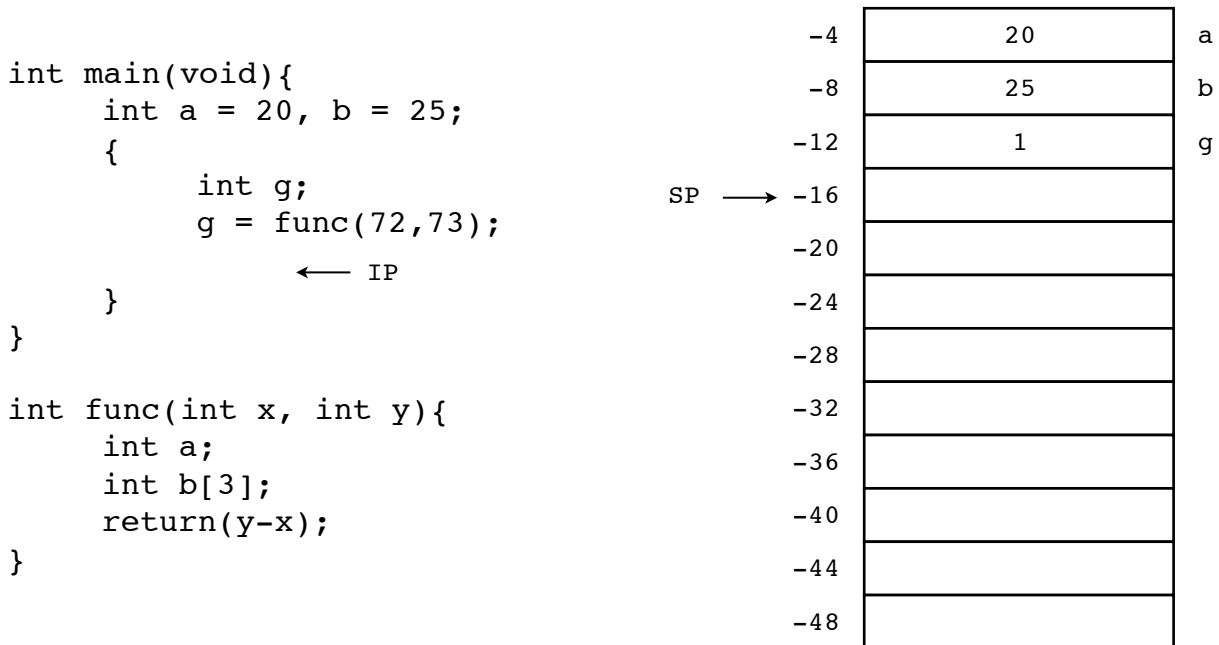 int main(void){
int a = 20, b = 25;
{
int g;
g = func(72,73);
← IP
}
}
int func(int x, int y){
int a;
int b[3];
return(y-x);
}
-4 20 a
-8 25 b
-12 1 g
SP → -16
-20
-24
-28
-32
-36
-40
-44
-48